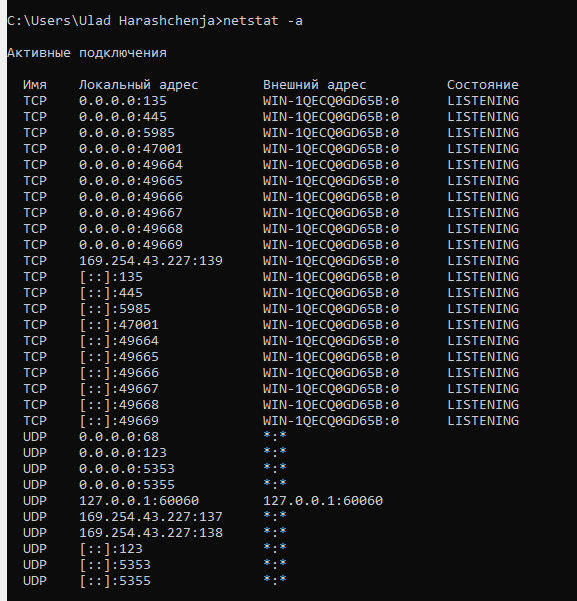 C:\Users\Ulad Harashchenja>netstat -a
Активные подключения
Имя Локальный адрес Внешний адрес Состояние
TCP 0.0.0.0:135 WIN-1QECQ0GD65B:0 LISTENING
TCP 0.0.0.0:445 WIN-1QECQ0GD65B:0 LISTENING
TCP 0.0.0.0:5985 WIN-1QECQ0GD65B:0 LISTENING
TCP 0.0.0.0:47001 WIN-1QECQ0GD65B:0 LISTENING
TCP 0.0.0.0:49664 WIN-1QECQ0GD65B:0 LISTENING
TCP 0.0.0.0:49665 WIN-1QECQ0GD65B:0 LISTENING
TCP 0.0.0.0:49666 WIN-1QECQ0GD65B:0 LISTENING
TCP 0.0.0.0:49667 WIN-1QECQ0GD65B:0 LISTENING
TCP 0.0.0.0:49668 WIN-1QECQ0GD65B:0 LISTENING
TCP 0.0.0.0:49669 WIN-1QECQ0GD65B:0 LISTENING
TCP 169.254.43.227:139 WIN-1QECQ0GD65B:0 LISTENING
TCP [::]:135 WIN-1QECQ0GD65B:0 LISTENING
TCP [::]:445 WIN-1QECQ0GD65B:0 LISTENING
TCP [::]:5985 WIN-1QECQ0GD65B:0 LISTENING
TCP [::]:47001 WIN-1QECQ0GD65B:0 LISTENING
TCP [::]:49664 WIN-1QECQ0GD65B:0 LISTENING
TCP [::]:49665 WIN-1QECQ0GD65B:0 LISTENING
TCP [::]:49666 WIN-1QECQ0GD65B:0 LISTENING
TCP [::]:49667 WIN-1QECQ0GD65B:0 LISTENING
TCP [::]:49668 WIN-1QECQ0GD65B:0 LISTENING
TCP [::]:49669 WIN-1QECQ0GD65B:0 LISTENING
UDP 0.0.0.0:68 *:*
UDP 0.0.0.0:123 *:*
UDP 0.0.0.0:5353 *:*
UDP 0.0.0.0:5355 *:*
UDP 127.0.0.1:60060 127.0.0.1:60060
UDP 169.254.43.227:137 *:*
UDP 169.254.43.227:138 *:*
UDP [::]:123 *:*
UDP [::]:5353 *:*
UDP [::]:5355 *:*